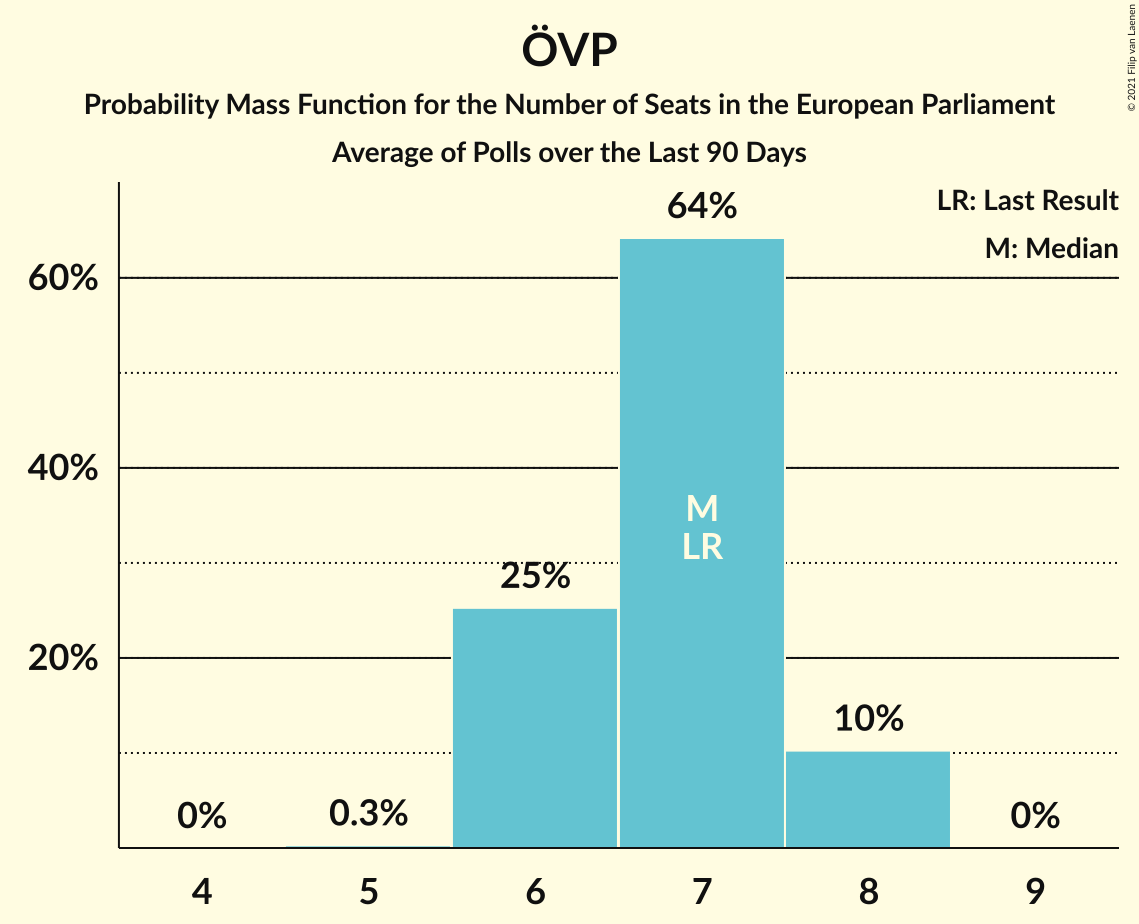 ÖVP
Probability Mass Function for the Number of Seats in the European Parliament
Average of Polls over the Last 90 Days
© 2021 Filip van Laenen
LR: Last Result
M: Median
64%
60%
40%
M
LR
25%
20%
10%
0%
0.3%
0%
4 5 6 7 8 9